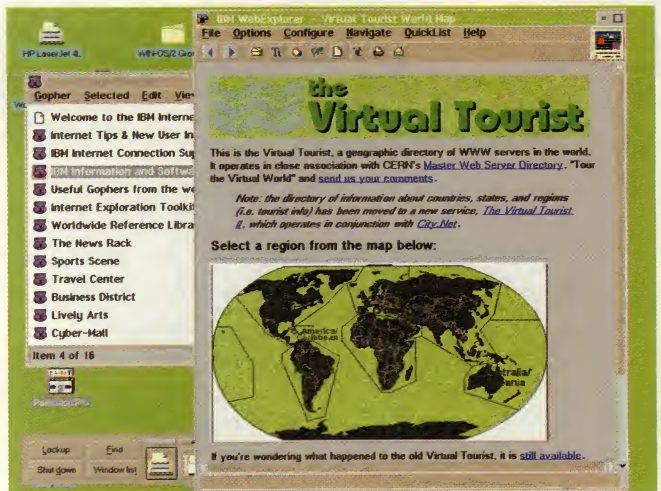 HP LaserJet 4L
WIN-OS/2
Gopher Selected Edit
Welcome to the IBM Interne
Internet Tips & New User In
IBM Internet Connection Su
IBM Information and Softwa
Useful Gophers from the w
Internet Exploration Toolki
Worldwide Reference Libra
The News Rack
Sports Scene
Travel Center
Business District
Lively Arts
Cyber-Mall
Item 4 of 16
Lockup Find
Shut down Window list
IBM WebExplorer - Virtual Tourist World Map
File Options Configure Navigate QuickList Help
the
Virtual Tourist
This is the Virtual Tourist, a geographic directory of WWW servers in the world.
It operates in close association with CERN's Master Web Server Directory. "Tour
the Virtual World" and send us your comments.
Note: the directory of information about countries, states, and regions
(i.e. tourist info) has been moved to a new service, The Virtual Tourist
II, which operates in conjunction with City.Net.
Select a region from the map below:
America/
Caribbean
If you're wondering what happened to the old Virtual Tourist, it is still available.